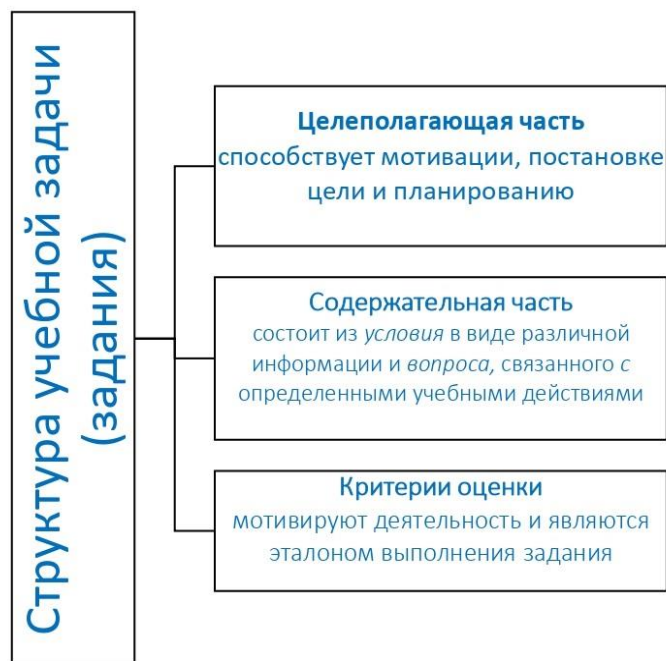 Структура учебной задачи
(задания)
Целеполагающая часть
способствует мотивации, постановке
цели и планированию
Содержательная часть
состоит из условия в виде различной
информации и вопроса, связанного с
определенными учебными действиями
Критерии оценки
мотивируют деятельность и являются
эталоном выполнения задания